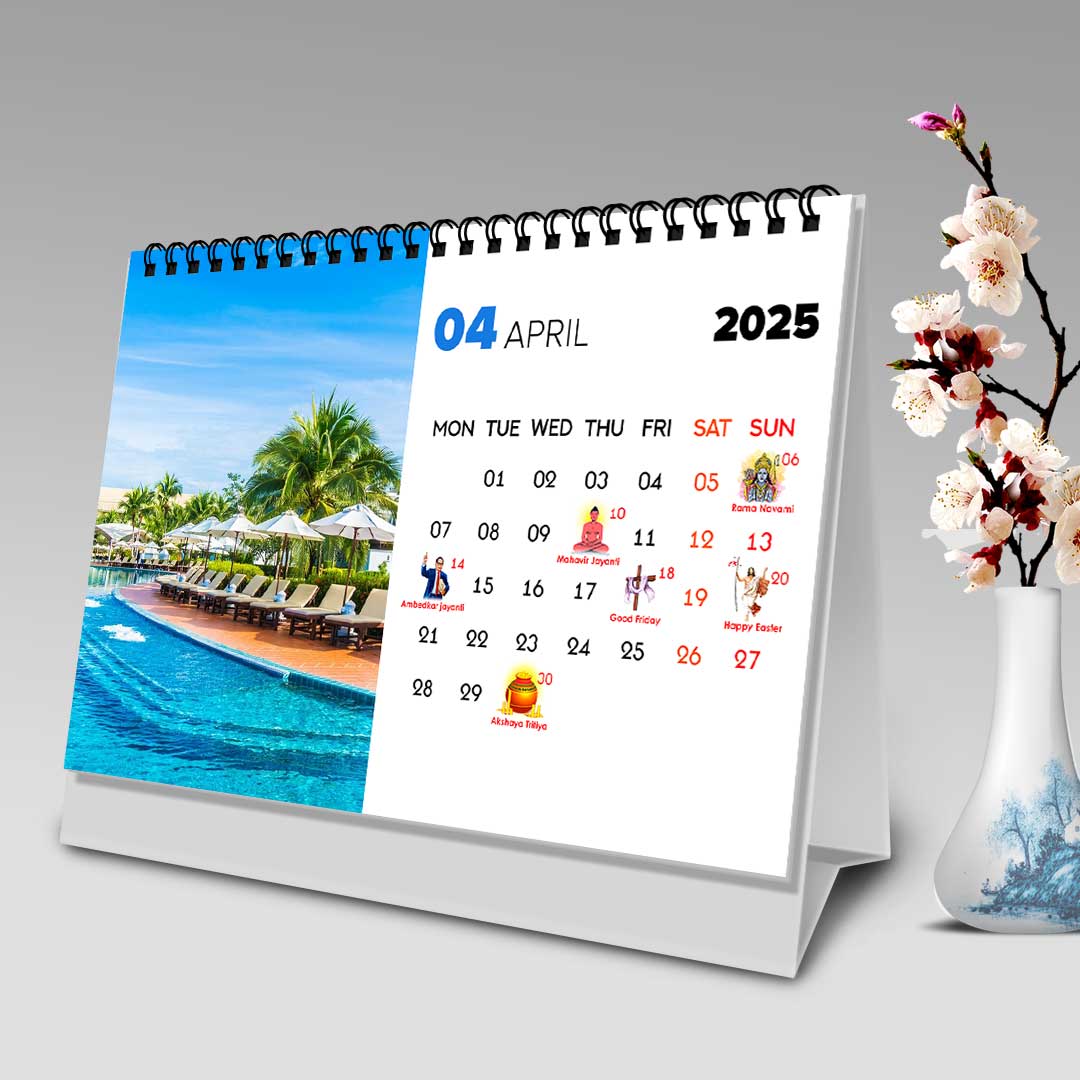 04 APRIL 2025
MON TUE WED THU FRI SAT SUN
01 02 03 04 05 06
Rama Navami
07 08 09 10 11 12 13
Mahavir Jayanti
14 15 16 17 18 19 20
Ambedkar jayanti Good Friday Happy Easter
21 22 23 24 25 26 27
28 29 30
Akshaya Tritiya